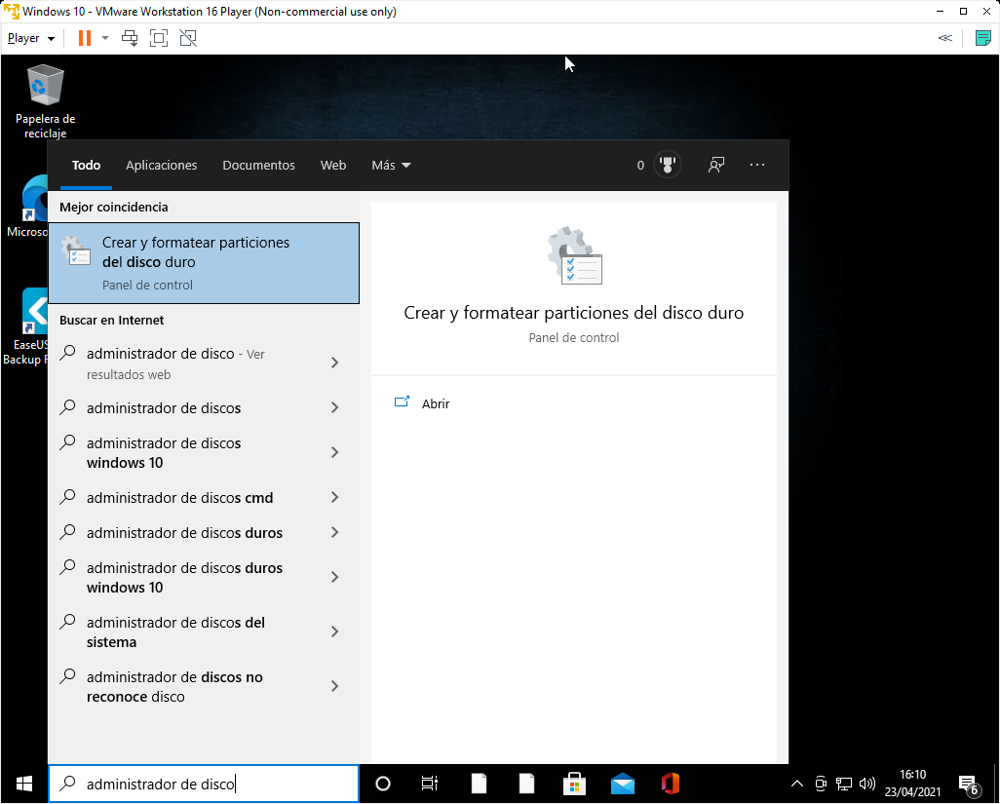 Windows 10 - VMware Workstation 16 Player (Non-commercial use only)
Player
Papelera de
reciclaje
Todo
Aplicaciones
Documentos
Web
Más
0
Mejor coincidencia
Crear y formatear particiones
del disco duro
Panel de control
Microso
Buscar en Internet
EaseUS
Backup F
administrador de disco - Ver
resultados web
administrador de discos
administrador de discos
windows 10
administrador de discos cmd
administrador de discos duros
administrador de discos duros
windows 10
administrador de discos del
sistema
administrador de discos no
reconoce disco
Crear y formatear particiones del disco duro
Panel de control
Abrir
administrador de disco
16:10
23/04/2021
6